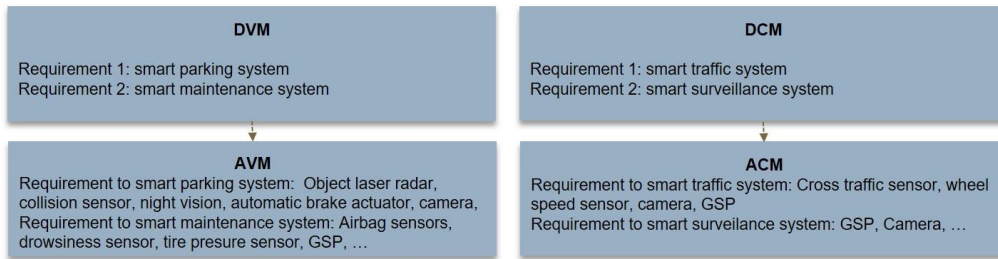 DVM
Requirement 1: smart parking system
Requirement 2: smart maintenance system
DCM
Requirement 1: smart traffic system
Requirement 2: smart surveillance system
AVM
Requirement to smart parking system: Object laser radar,
collision sensor, night vision, automatic brake actuator, camera,
Requirement to smart maintenance system: Airbag sensors,
drowsiness sensor, tire presure sensor, GSP, ...
ACM
Requirement to smart traffic system: Cross traffic sensor, wheel
speed sensor, camera, GSP
Requirement to smart surveilance system: GSP, Camera, ...